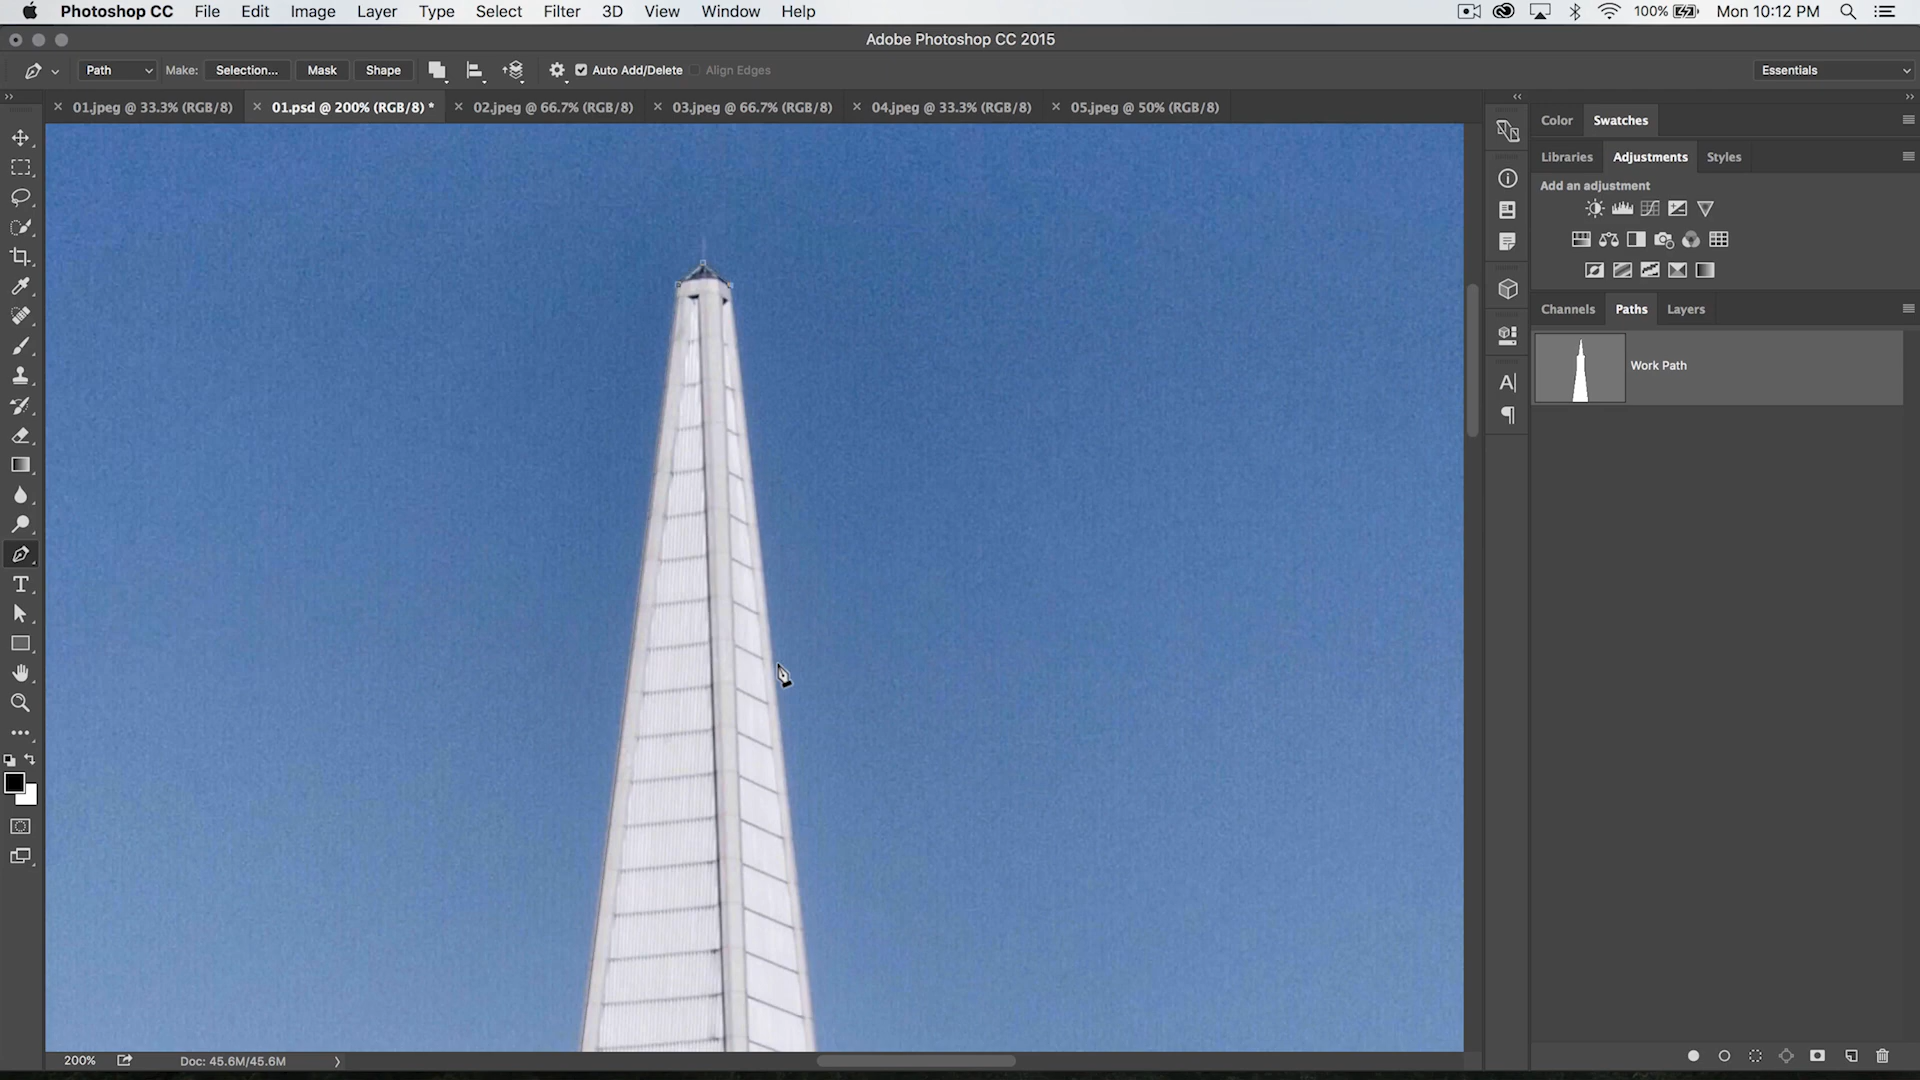 Photoshop CC File Edit Image Layer Type Select Filter 3D View Window Help 100% Mon 10:12 PM
Adobe Photoshop CC 2015
Path Make: Selection... Mask Shape Auto Add/Delete Align Edges Essentials
01.jpeg @ 33.3% (RGB/8) 01.psd @ 200% (RGB/8) * 02.jpeg @ 66.7% (RGB/8) 03.jpeg @ 66.7% (RGB/8) 04.jpeg @ 33.3% (RGB/8) 05.jpeg @ 50% (RGB/8)
Color Swatches
Libraries Adjustments Styles
Add an adjustment
Channels Paths Layers
Work Path
200% Doc: 45.6M/45.6M